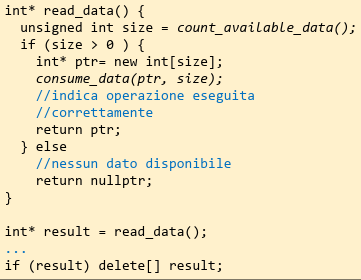 int* read_data() {
  unsigned int size = count_available_data();
  if (size > 0 ) {
    int* ptr= new int[size];
    consume_data(ptr, size);
    //indica operazione eseguita
    //correttamente
    return ptr;
  } else
    //nessun dato disponibile
    return nullptr;
}

int* result = read_data();
...
if (result) delete[] result;